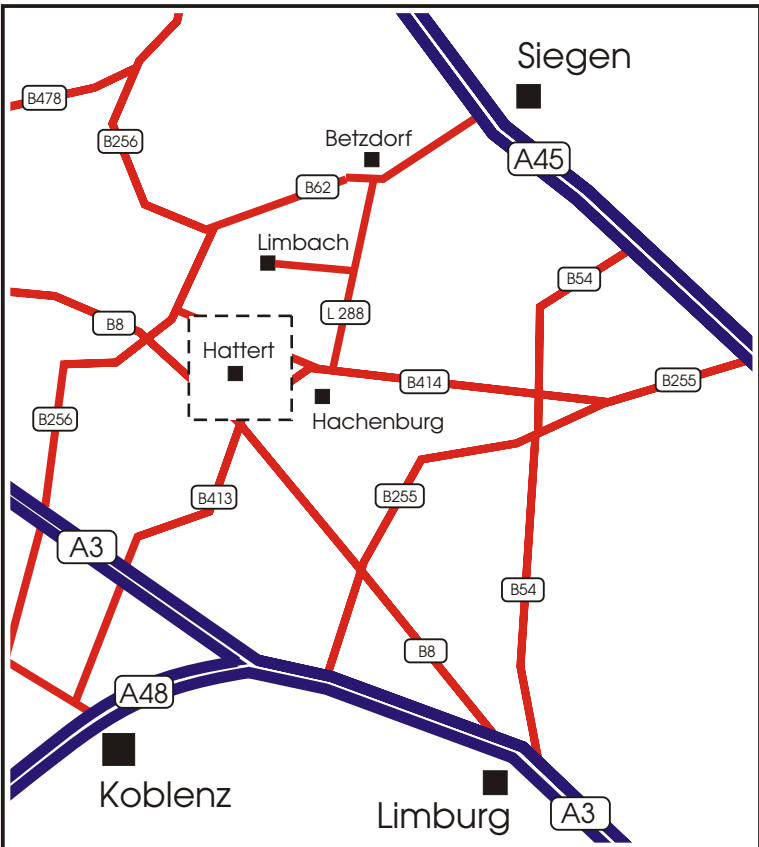 Siegen
B478
B256
Betzdorf
A45
B62
Limbach
B54
L 288
B8
Hattert
B414
B255
B256
Hachenburg
B413
B255
A3
B54
B8
A48
Koblenz
Limburg
A3